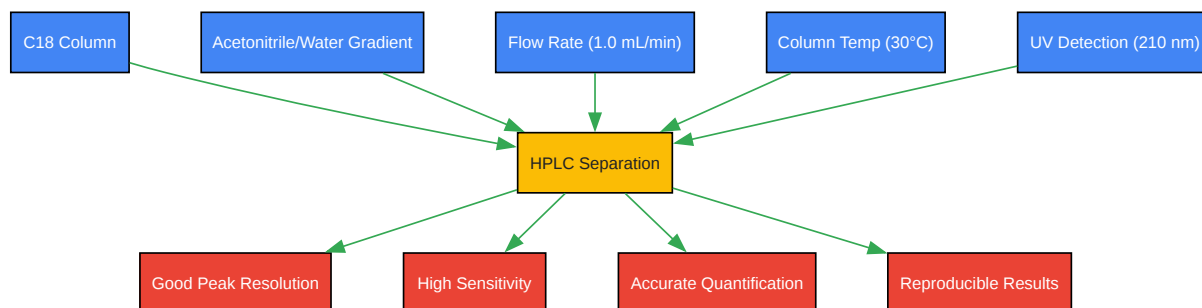 C18 Column
Acetonitrile/Water Gradient
Flow Rate (1.0 mL/min)
Column Temp (30°C)
UV Detection (210 nm)
HPLC Separation
Good Peak Resolution
High Sensitivity
Accurate Quantification
Reproducible Results